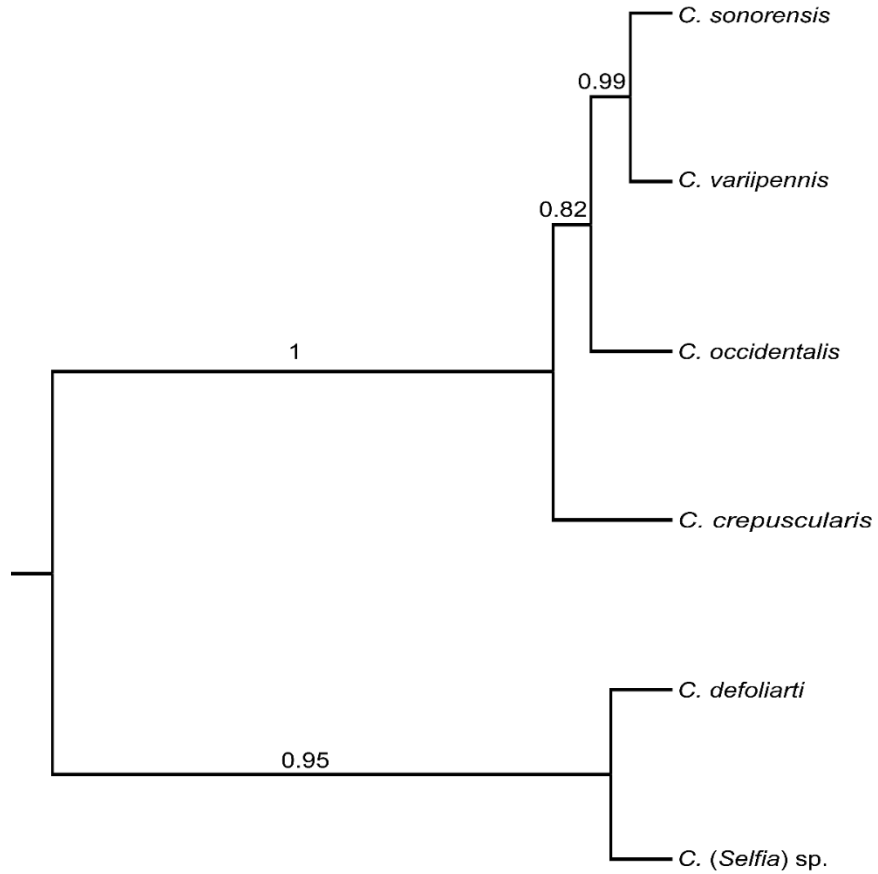 C. sonorensis
0.99
C. variipennis
0.82
1
C. occidentalis
C. crepuscularis
C. defoliarti
0.95
C. (Selfia) sp.